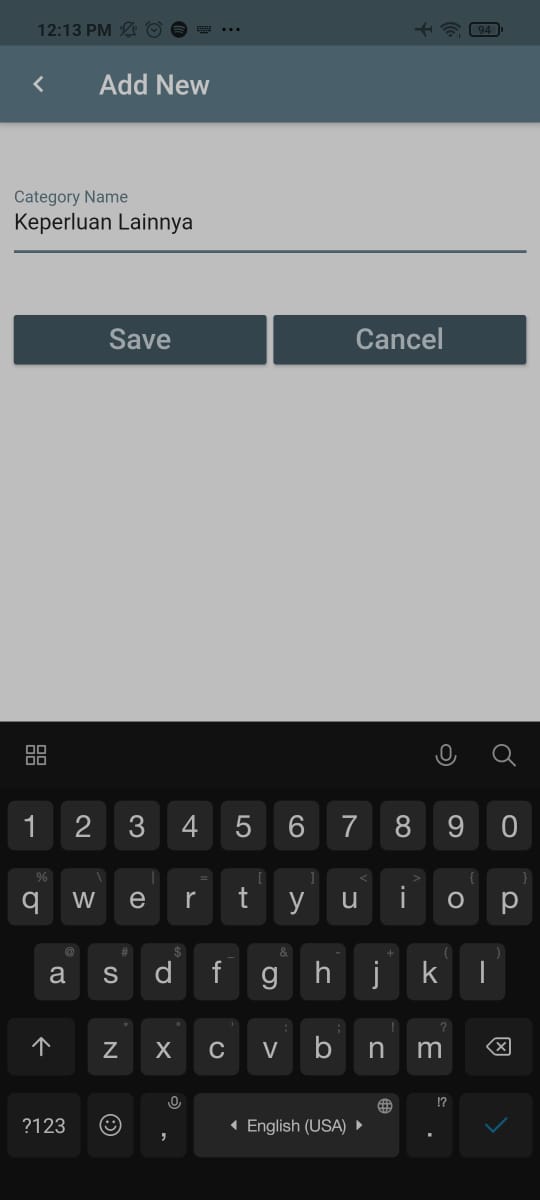 12:13 PM 94
Add New
Category Name
Keperluan Lainnya
Save Cancel
1 2 3 4 5 6 7 8 9 0
% \ | = [ ] < > { }
q w e r t y u i o p
@ # $ _ & - + ( )
a s d f g h j k l
* " ' : ; ! ?
z x c v b n m
!?
?123 , English (USA) .